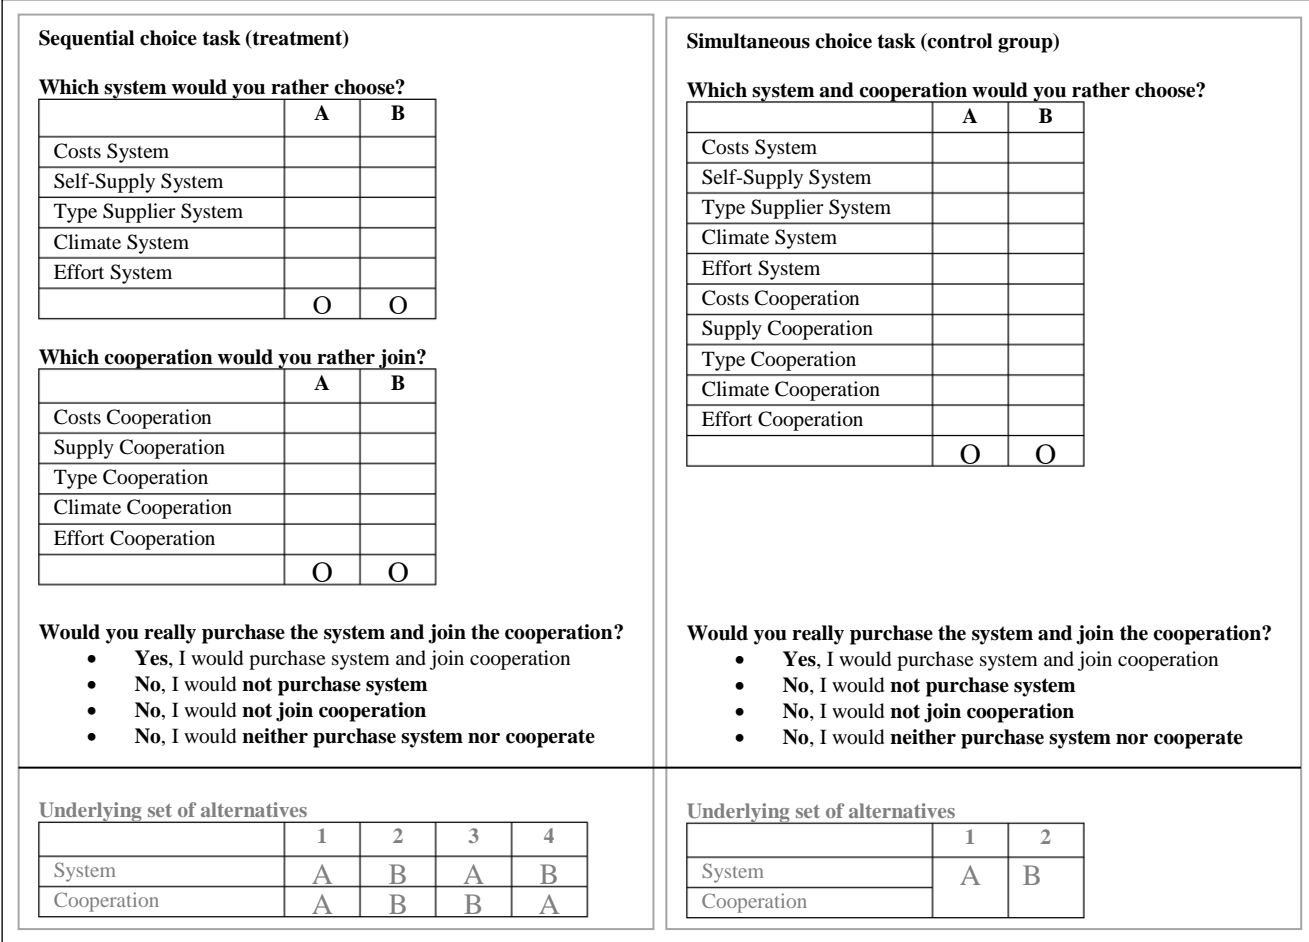 Sequential choice task (treatment)
Which system would you rather choose?
A B
Costs System
Self-Supply System
Type Supplier System
Climate System
Effort System
O O
Which cooperation would you rather join?
A B
Costs Cooperation
Supply Cooperation
Type Cooperation
Climate Cooperation
Effort Cooperation
O O
Would you really purchase the system and join the cooperation?
• Yes, I would purchase system and join cooperation
• No, I would not purchase system
• No, I would not join cooperation
• No, I would neither purchase system nor cooperate
Underlying set of alternatives
1 2 3 4
System A B A B
Cooperation A B B A
Simultaneous choice task (control group)
Which system and cooperation would you rather choose?
A B
Costs System
Self-Supply System
Type Supplier System
Climate System
Effort System
Costs Cooperation
Supply Cooperation
Type Cooperation
Climate Cooperation
Effort Cooperation
O O
Would you really purchase the system and join the cooperation?
• Yes, I would purchase system and join cooperation
• No, I would not purchase system
• No, I would not join cooperation
• No, I would neither purchase system nor cooperate
Underlying set of alternatives
1 2
System A B
Cooperation